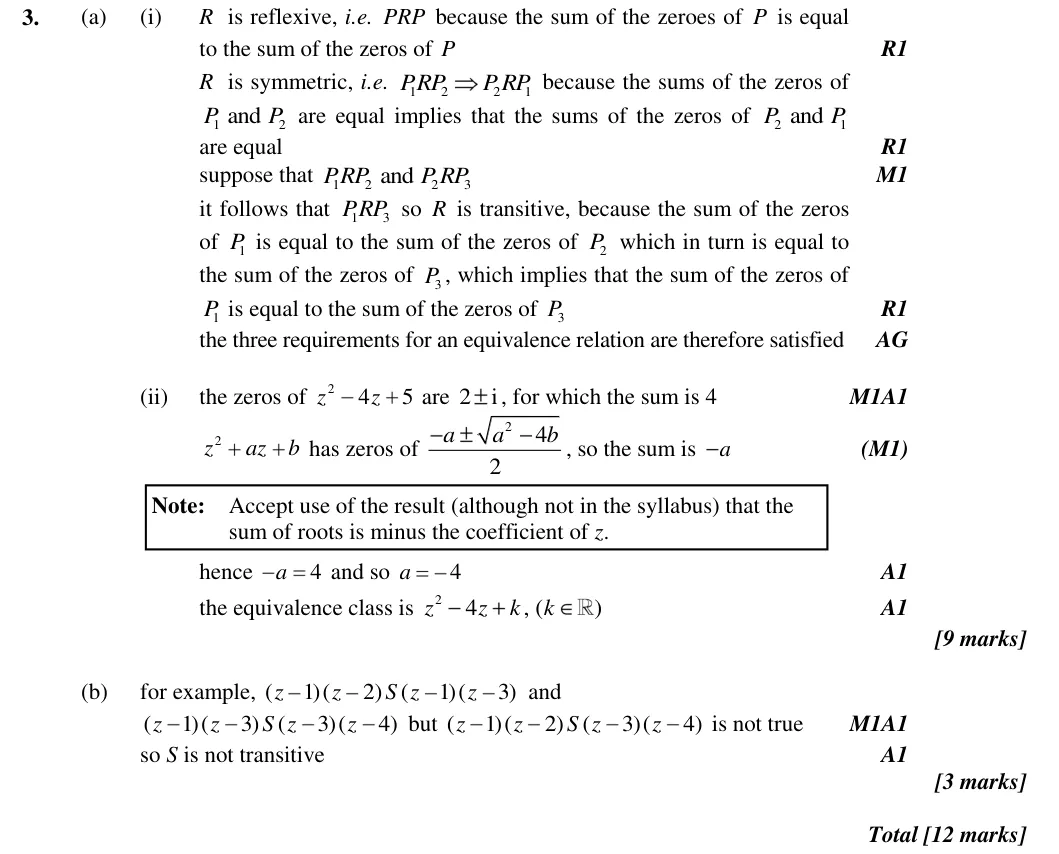 3. (a) (i) R is reflexive, i.e. PRP because the sum of the zeroes of P is equal
to the sum of the zeros of P R1
R is symmetric, i.e. P₁RP₂ ⇒ P₂RP₁ because the sums of the zeros of
P₁ and P₂ are equal implies that the sums of the zeros of P₂ and P₁
are equal R1
suppose that P₁RP₂ and P₂RP₃ M1
it follows that P₁RP₃ so R is transitive, because the sum of the zeros
of P₁ is equal to the sum of the zeros of P₂ which in turn is equal to
the sum of the zeros of P₃, which implies that the sum of the zeros of
P₁ is equal to the sum of the zeros of P₃ R1
the three requirements for an equivalence relation are therefore satisfied AG
(ii) the zeros of z² − 4z + 5 are 2 ± i, for which the sum is 4 M1A1
z² + az + b has zeros of (−a ± √(a² − 4b))/2, so the sum is −a (M1)
Note: Accept use of the result (although not in the syllabus) that the
sum of roots is minus the coefficient of z.
hence −a = 4 and so a = −4 A1
the equivalence class is z² − 4z + k, (k ∈ ℝ) A1
[9 marks]
(b) for example, (z − 1)(z − 2) S (z − 1)(z − 3) and
(z − 1)(z − 3) S (z − 3)(z − 4) but (z − 1)(z − 2) S (z − 3)(z − 4) is not true M1A1
so S is not transitive A1
[3 marks]
Total [12 marks]